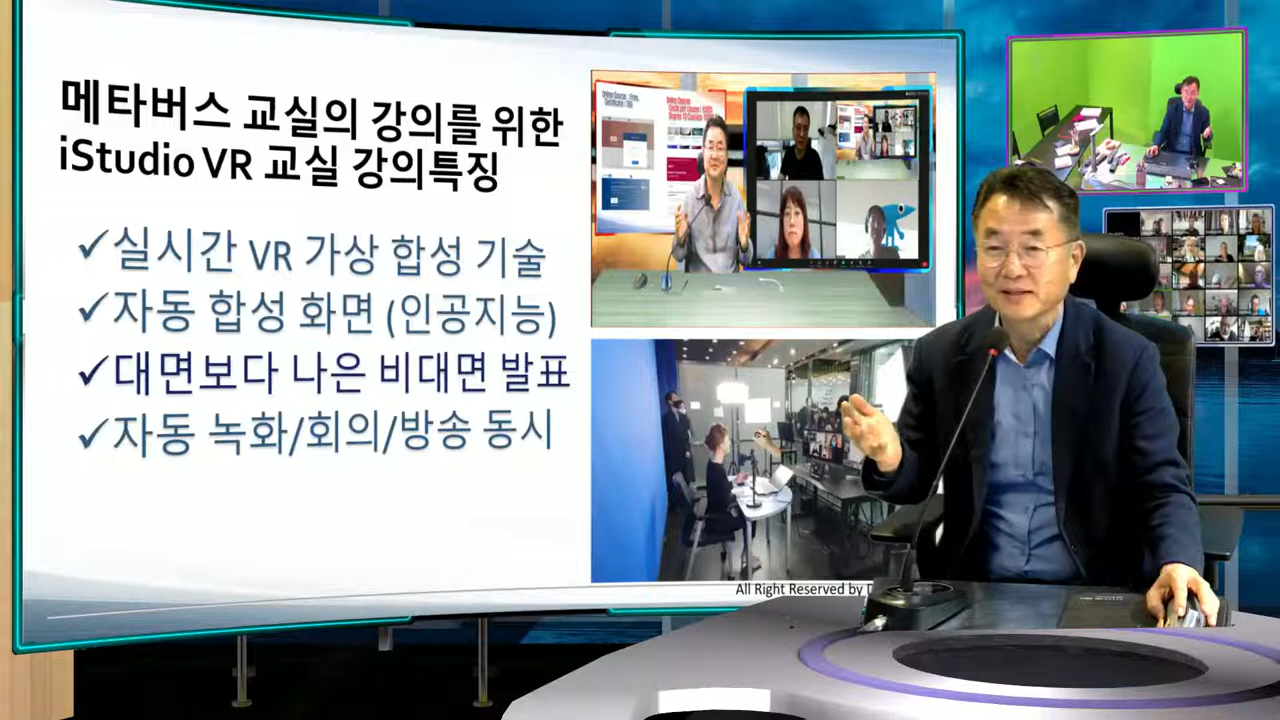 메타버스 교실의 강의를 위한
iStudio VR 교실 강의특징
✓실시간 VR 가상 합성 기술
✓자동 합성 화면 (인공지능)
✓대면보다 나은 비대면 발표
✓자동 녹화/회의/방송 동시
Online Course
All Right Reserved by